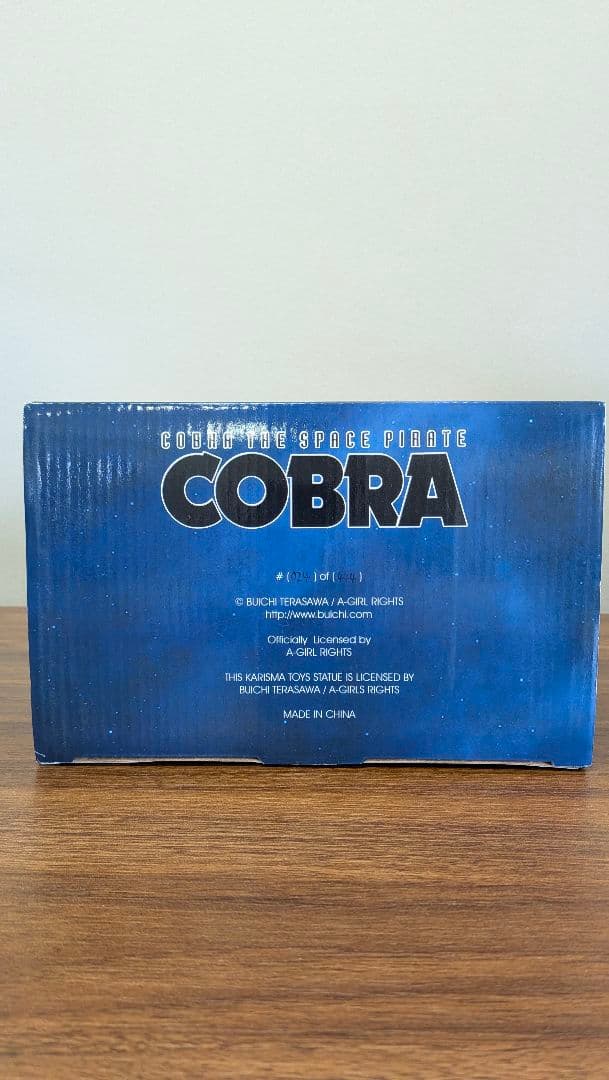 COBRA THE SPACE PIRATE
COBRA
# ( ) of ( )
© BUICHI TERASAWA / A-GIRL RIGHTS
http://www.buichi.com
Officially Licensed by
A-GIRL RIGHTS
THIS KARISMA TOYS STATUE IS LICENSED BY
BUICHI TERASAWA / A-GIRLS RIGHTS
MADE IN CHINA